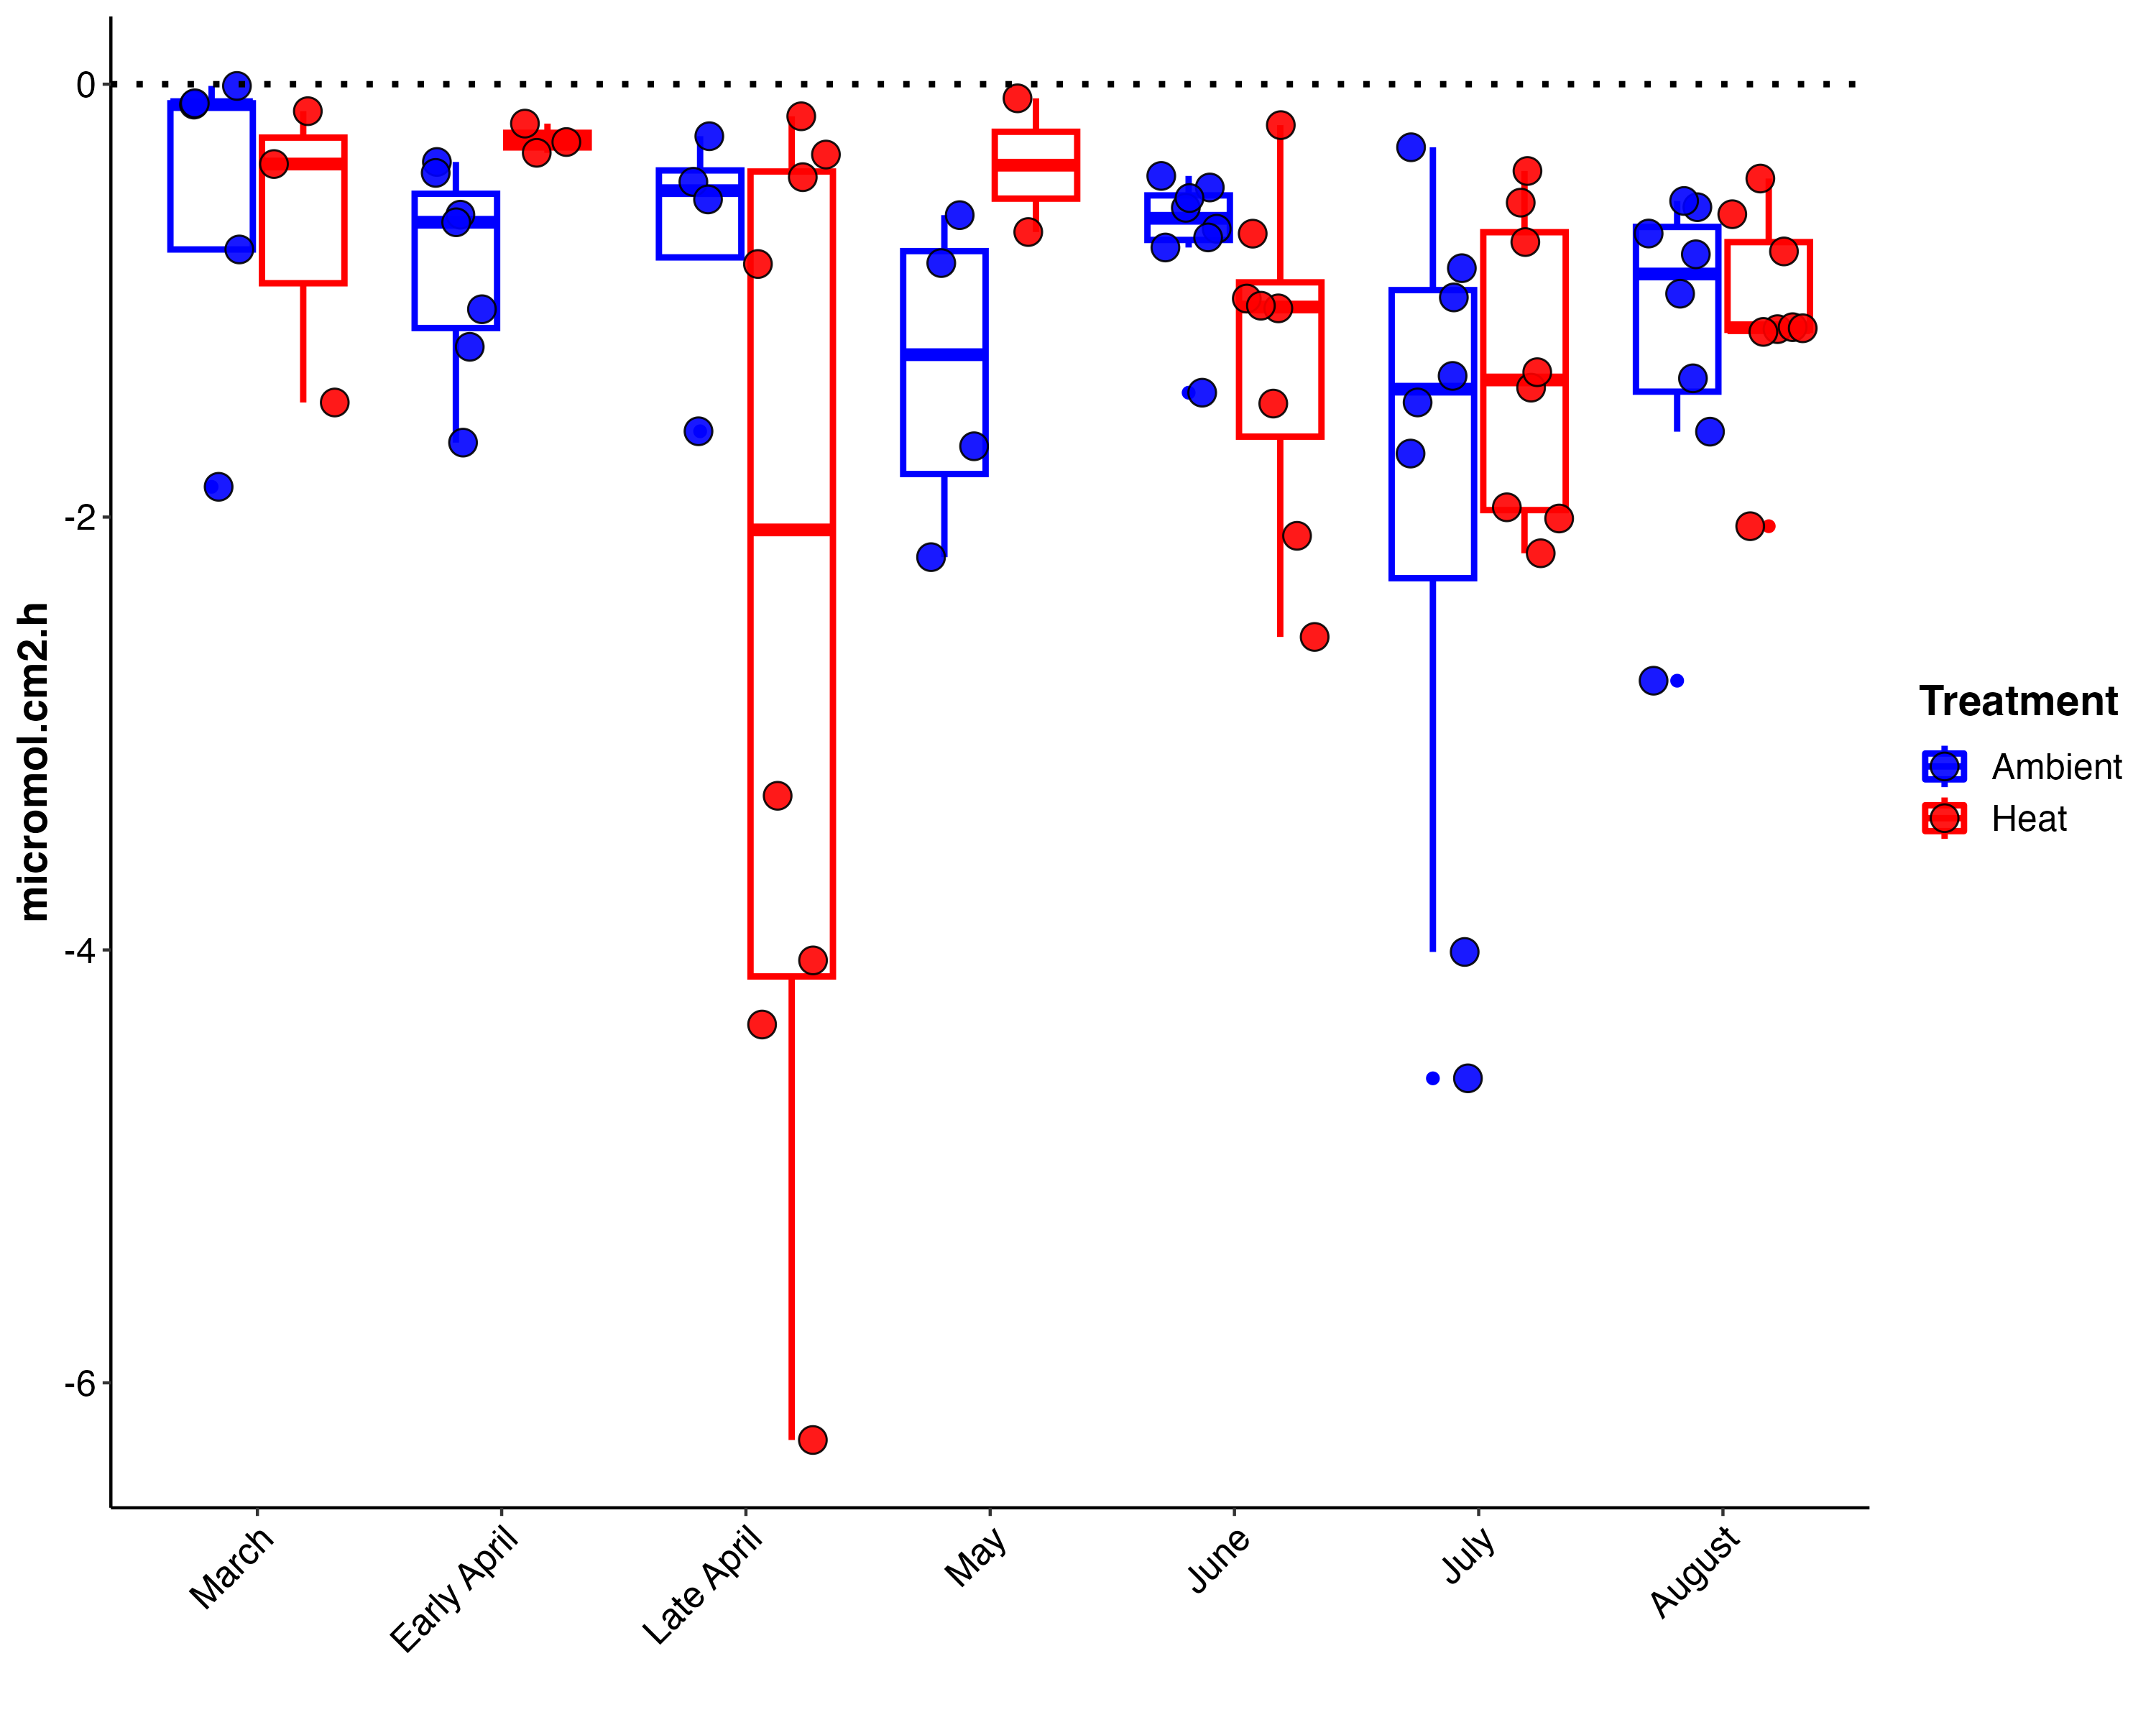 0
-2
-4
-6
micromol.cm2.h
March
Early April
Late April
May
June
July
August
Treatment
Ambient
Heat